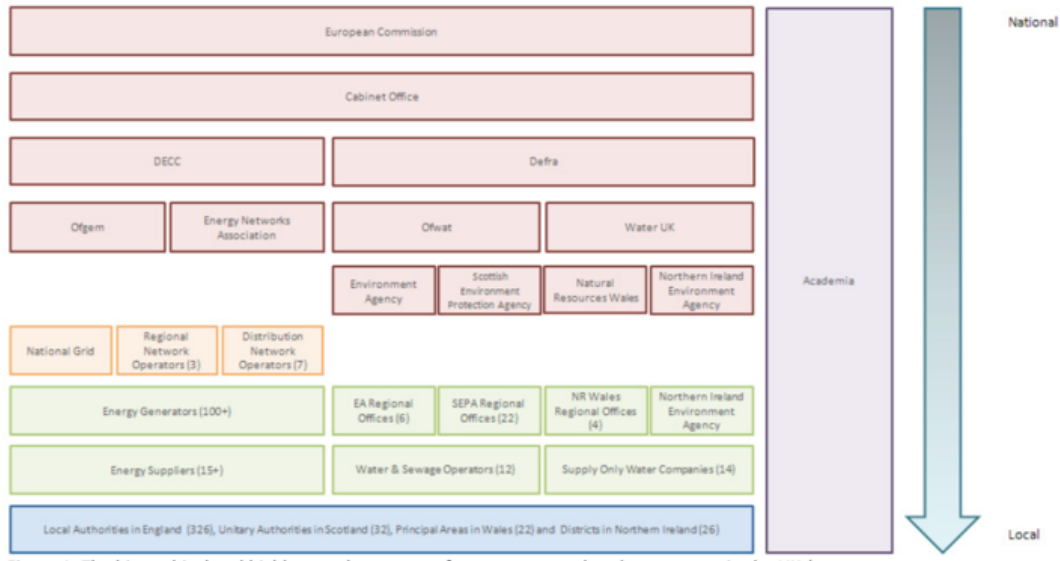 European Commission
National
Cabinet Office
DECC
Defra
Ofgem
Energy Networks
Association
Ofwat
Water UK
Environment
Agency
Scottish
Environment
Protection Agency
Natural
Resources Wales
Northern Ireland
Environment
Agency
Academia
National Grid
Regional
Network
Operators (3)
Distribution
Network
Operators (7)
Energy Generators (100+)
EA Regional
Offices (6)
SEPA Regional
Offices (22)
NR Wales
Regional Offices
(4)
Northern Ireland
Environment
Agency
Energy Suppliers (15+)
Water & Sewage Operators (12)
Supply Only Water Companies (14)
Local Authorities in England (326), Unitary Authorities in Scotland (32), Principal Areas in Wales (22) and Districts in Northern Ireland (26)
Local